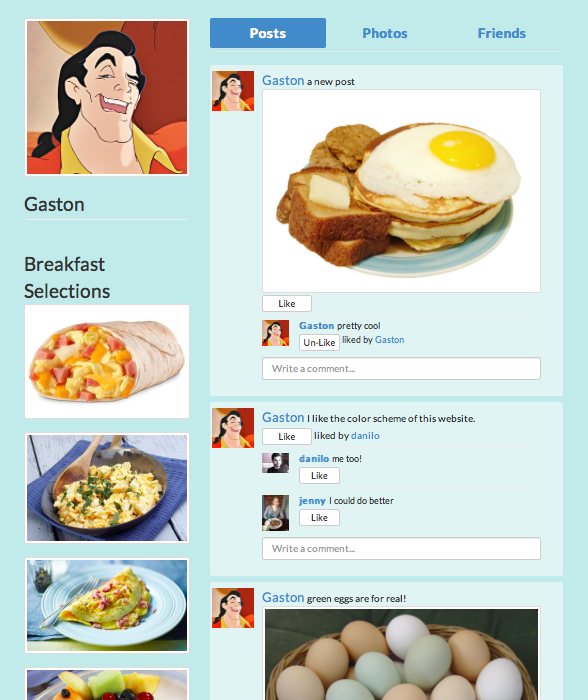 Posts Photos Friends
Gaston
Breakfast
Selections
Gaston a new post
Like
Gaston pretty cool
Un-Like liked by Gaston
Write a comment...
Gaston I like the color scheme of this website.
Like liked by danilo
danilo me too!
Like
jenny I could do better
Like
Write a comment...
Gaston green eggs are for real!